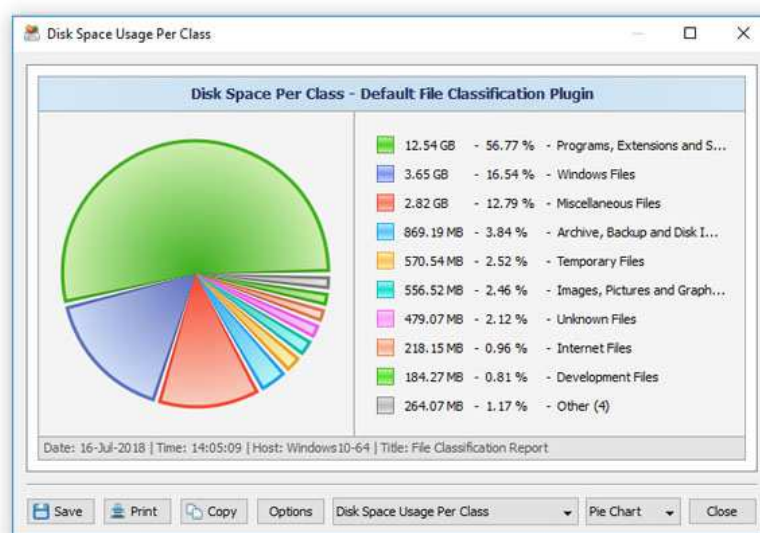 Disk Space Usage Per Class
Disk Space Per Class - Default File Classification Plugin
12.54 GB - 56.77 % - Programs, Extensions and S...
3.65 GB - 16.54 % - Windows Files
2.82 GB - 12.79 % - Miscellaneous Files
869.19 MB - 3.84 % - Archive, Backup and Disk I...
570.54 MB - 2.52 % - Temporary Files
556.52 MB - 2.46 % - Images, Pictures and Graph...
479.07 MB - 2.12 % - Unknown Files
218.15 MB - 0.96 % - Internet Files
184.27 MB - 0.81 % - Development Files
264.07 MB - 1.17 % - Other (4)
Date: 16-Jul-2018 | Time: 14:05:09 | Host: Windows10-64 | Title: File Classification Report
Save Print Copy Options Disk Space Usage Per Class Pie Chart Close